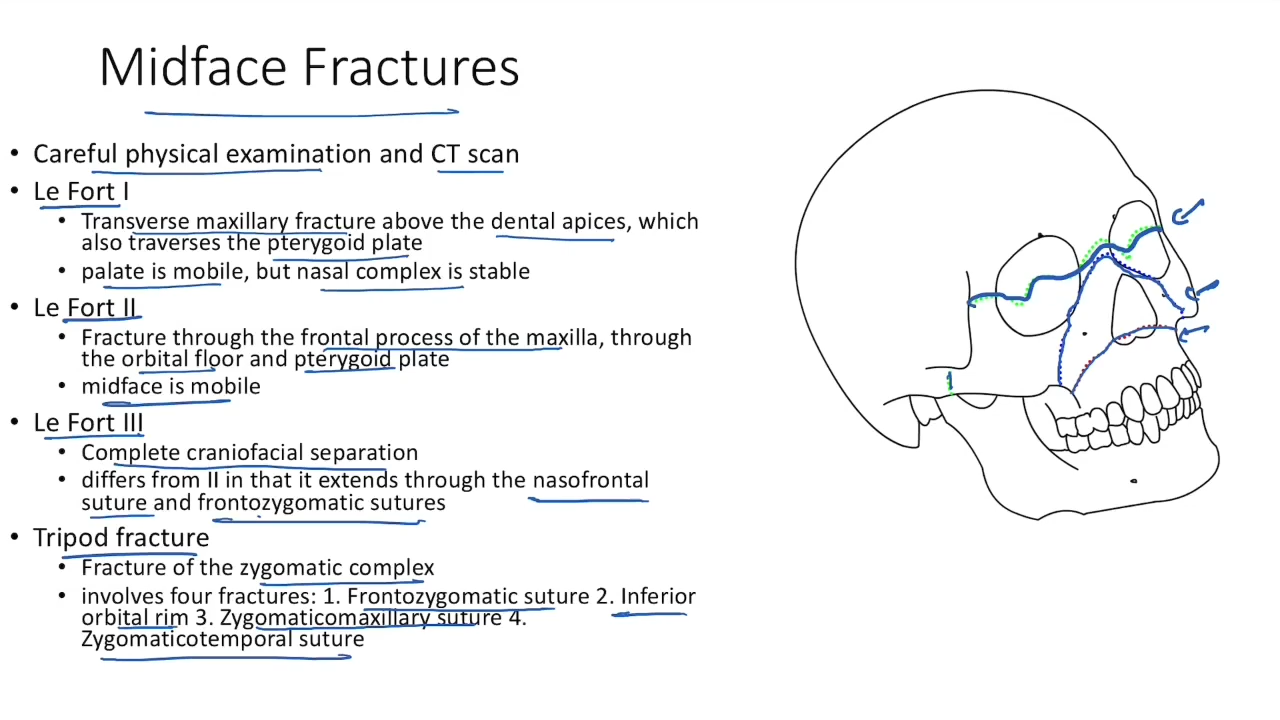 Midface Fractures
• Careful physical examination and CT scan
• Le Fort I
• Transverse maxillary fracture above the dental apices, which
also traverses the pterygoid plate
• palate is mobile, but nasal complex is stable
• Le Fort II
• Fracture through the frontal process of the maxilla, through
the orbital floor and pterygoid plate
• midface is mobile
• Le Fort III
• Complete craniofacial separation
• differs from II in that it extends through the nasofrontal
suture and frontozygomatic sutures
• Tripod fracture
• Fracture of the zygomatic complex
• involves four fractures: 1. Frontozygomatic suture 2. Inferior
orbital rim 3. Zygomaticomaxillary suture 4.
Zygomaticotemporal suture